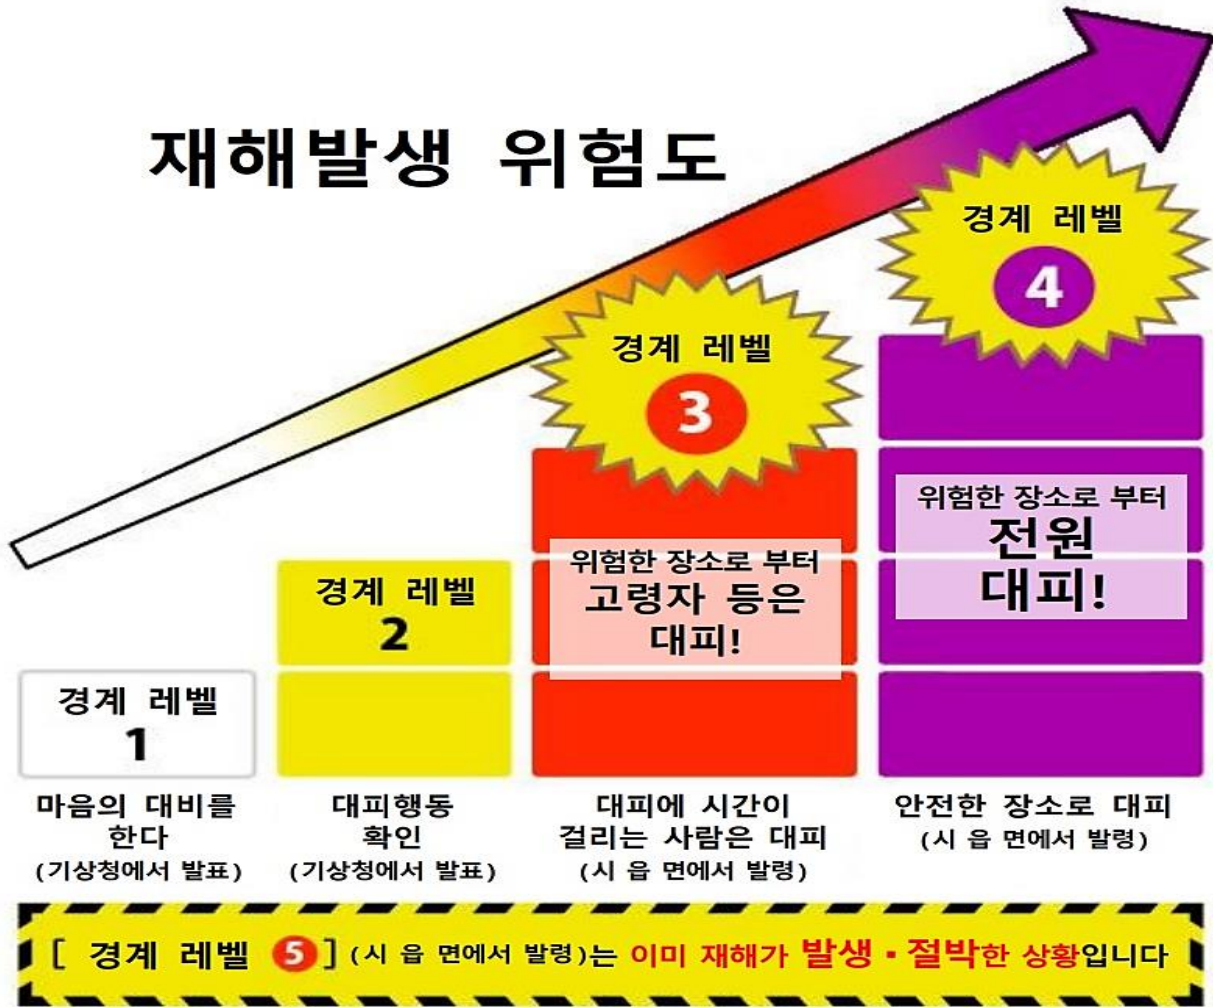 재해발생 위험도
경계 레벨
4
경계 레벨
3
위험한 장소로 부터
전원
대피!
위험한 장소로 부터
고령자 등은
대피!
경계 레벨
2
경계 레벨
1
마음의 대비를
한다
(기상청에서 발표)
대피행동
확인
(기상청에서 발표)
대피에 시간이
걸리는 사람은 대피
(시 읍 면에서 발령)
안전한 장소로 대피
(시 읍 면에서 발령)
[ 경계 레벨 5 ] (시 읍 면에서 발령)는 이미 재해가 발생・절박한 상황입니다